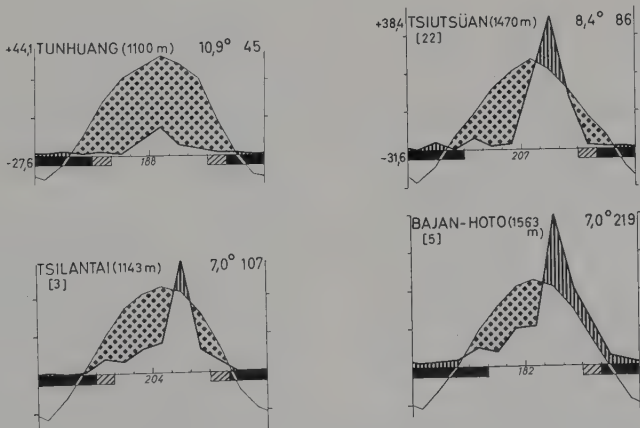 +44,1 TUNHUANG (1100 m) 10,9° 45
-27,6
188
+38,4 TSIUTSÜAN (1470 m) 8,4° 86
[22]
-31,6
207
TSILANTAI (1143 m) 7,0° 107
[3]
204
BAJAN-HOTO (1563 m) 7,0° 219
[5]
182